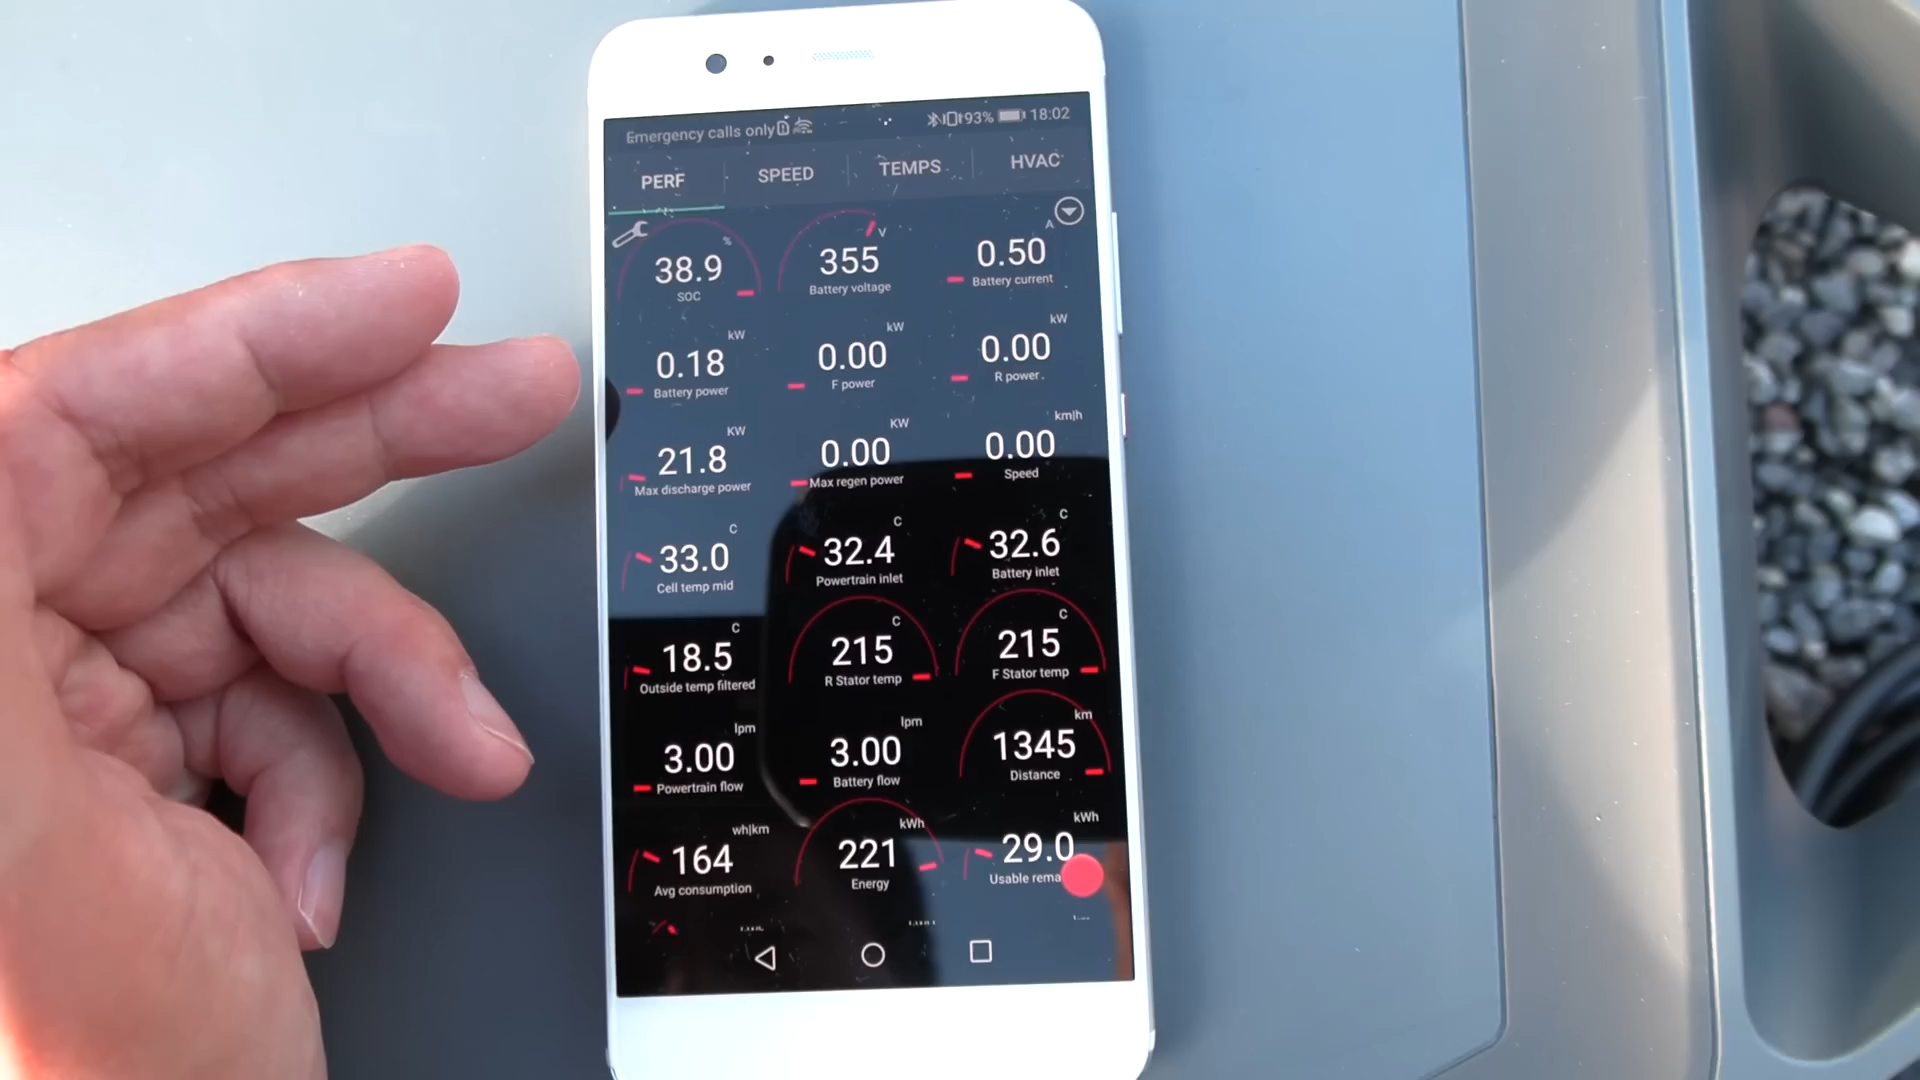 Emergency calls only 93% 18:02
PERF SPEED TEMPS HVAC
% V A
38.9 355 0.50
SOC Battery voltage Battery current
kW kW kW
0.18 0.00 0.00
Battery power F power R power
KW KW km|h
21.8 0.00 0.00
Max discharge power Max regen power Speed
C C C
33.0 32.4 32.6
Cell temp mid Powertrain inlet Battery inlet
C C C
18.5 215 215
Outside temp filtered R Stator temp F Stator temp
lpm lpm km
3.00 3.00 1345
Powertrain flow Battery flow Distance
wh|km kWh kWh
164 221 29.0
Avg consumption Energy Usable rema